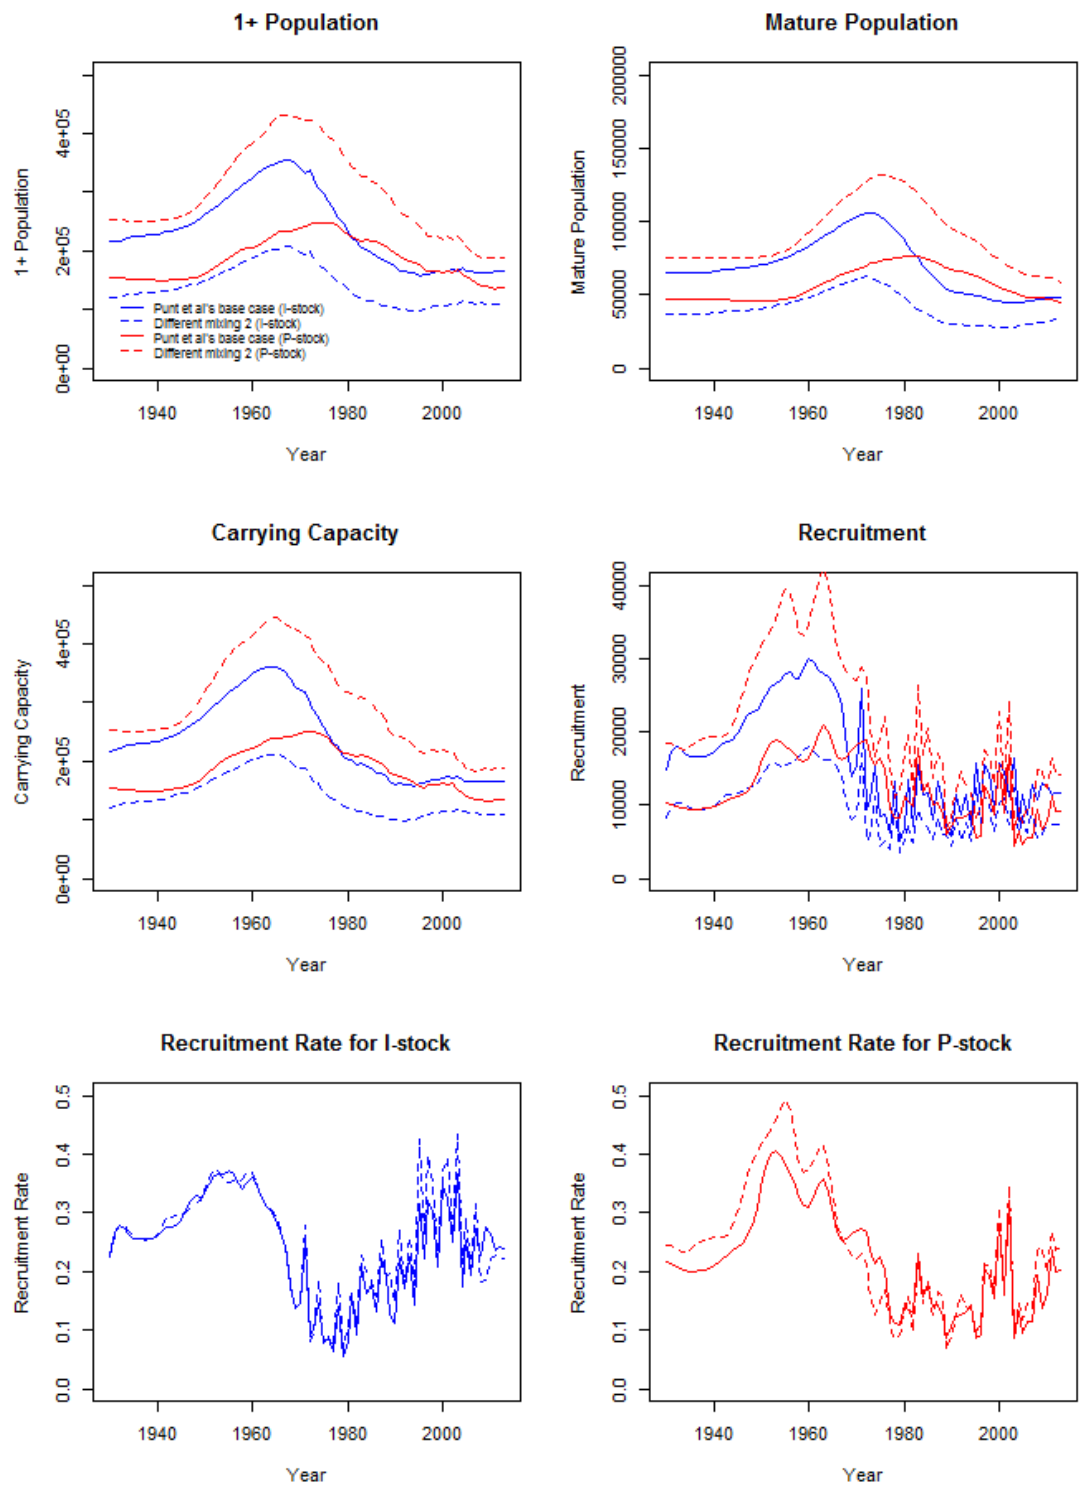 1+ Population
1+ Population
4e+05
2e+05
0e+00
Punt et al's base case (I-stock)
Different mixing 2 (I-stock)
Punt et al's base case (P-stock)
Different mixing 2 (P-stock)
1940 1960 1980 2000
Year
Mature Population
Mature Population
200000
150000
100000
50000
0
1940 1960 1980 2000
Year
Carrying Capacity
Carrying Capacity
4e+05
2e+05
0e+00
1940 1960 1980 2000
Year
Recruitment
Recruitment
40000
30000
20000
10000
0
1940 1960 1980 2000
Year
Recruitment Rate for I-stock
Recruitment Rate
0.5
0.4
0.3
0.2
0.1
0.0
1940 1960 1980 2000
Year
Recruitment Rate for P-stock
Recruitment Rate
0.5
0.4
0.3
0.2
0.1
0.0
1940 1960 1980 2000
Year